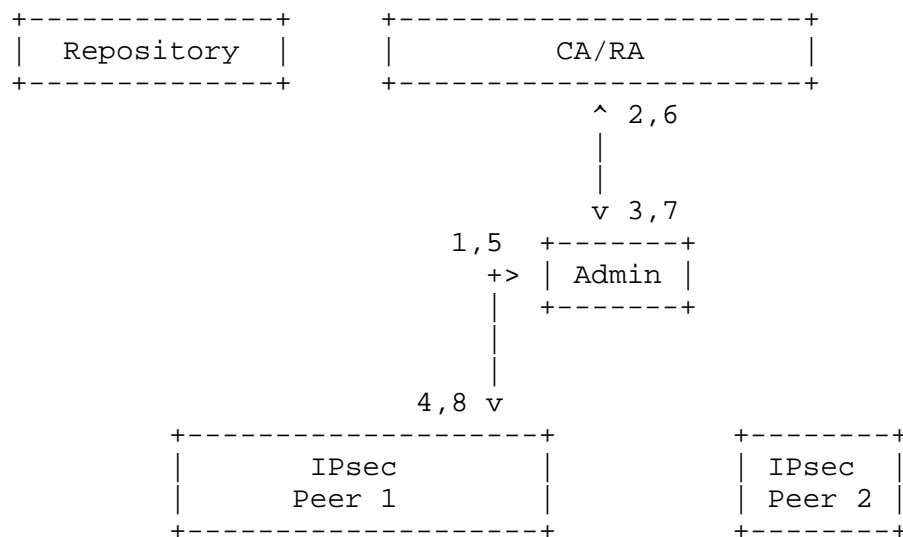 Repository CA/RA
^ 2,6
v 3,7
1,5
+> Admin
4,8 v
IPsec IPsec
Peer 1 Peer 2